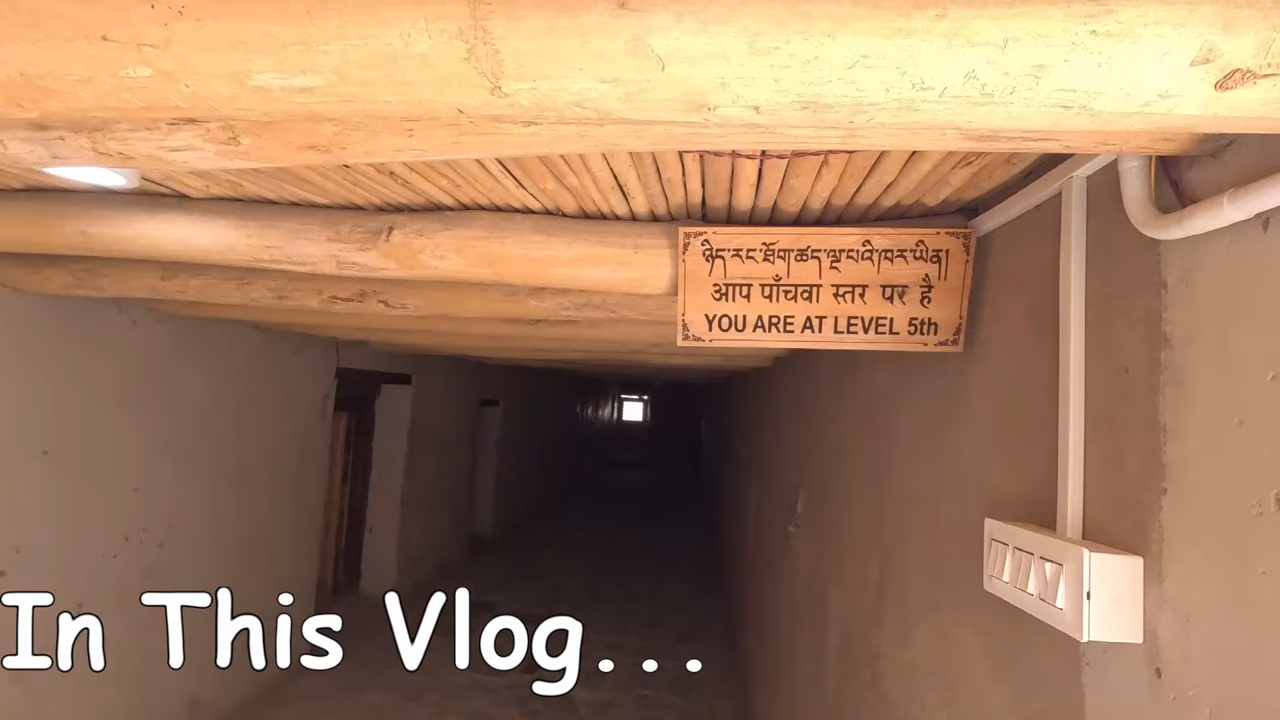 ཉིད་རང་ཐོག་ཚད་ལྔ་པའི་ཁར་ཡིན།
आप पाँचवा स्तर पर है
YOU ARE AT LEVEL 5th
In This Vlog...